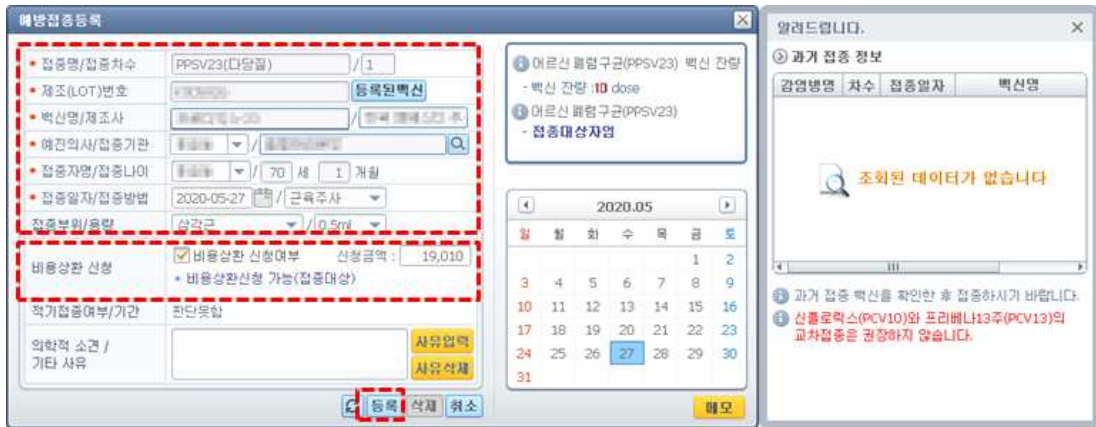 예방접종등록
• 접종명/접종차수 PPSV23(다당질) / 1
• 제조(LOT)번호 등록된백신
• 백신명/제조사 /
• 예진의사/접종기관 /
• 접종자명/접종나이 / 70 세 1 개월
• 접종일자/접종방법 2020-05-27 / 근육주사
접종부위/용량 삼각근 / 0.5ml
비용상환 신청 비용상환 신청여부 신청금액 : 19,010
+ 비용상환신청 가능(접종대상)
적기접종여부/기간 판단못함
의학적 소견 /
기타 사유
사유입력
사유삭제
등록 삭제 취소
어르신 폐렴구균(PPSV23) 백신 잔량
- 백신 잔량 :10 dose
어르신 폐렴구균(PPSV23)
- 접종대상자임
2020.05
일 월 화 수 목 금 토
1 2
3 4 5 6 7 8 9
10 11 12 13 14 15 16
17 18 19 20 21 22 23
24 25 26 27 28 29 30
31
메모
알려드립니다.
과거 접종 정보
감염병명 차수 접종일자 백신명
조회된 데이터가 없습니다
과거 접종 백신을 확인한 후 접종하시기 바랍니다.
신플로릭스(PCV10)와 프리베나13주(PCV13)의
교차접종은 권장하지 않습니다.